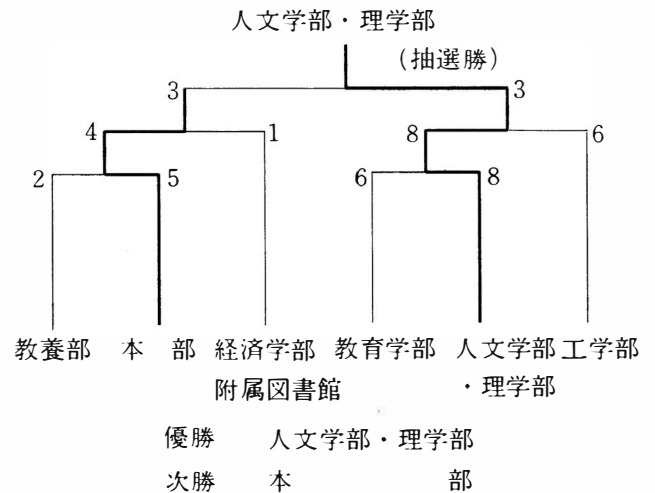 人文学部・理学部
(抽選勝)
3 3
4 1 8 6
2 5 6 8
教養部 本部 経済学部 教育学部 人文学部 工学部
附属図書館 ・理学部
優勝 人文学部・理学部
次勝 本部